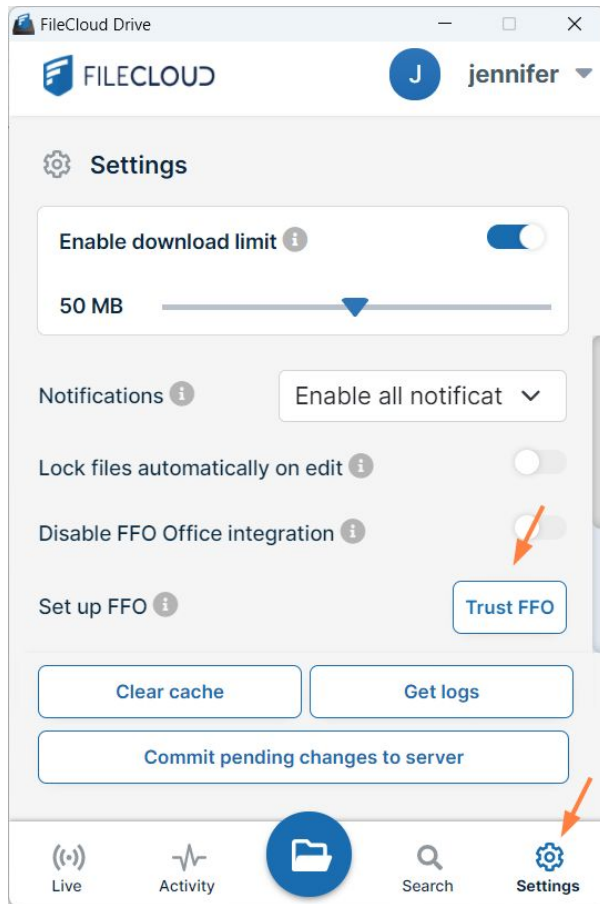 FileCloud Drive
FILECLOUD
J
jennifer
Settings
Enable download limit
50 MB
Notifications
Enable all notificat
Lock files automatically on edit
Disable FFO Office integration
Set up FFO
Trust FFO
Clear cache
Get logs
Commit pending changes to server
Live
Activity
Search
Settings